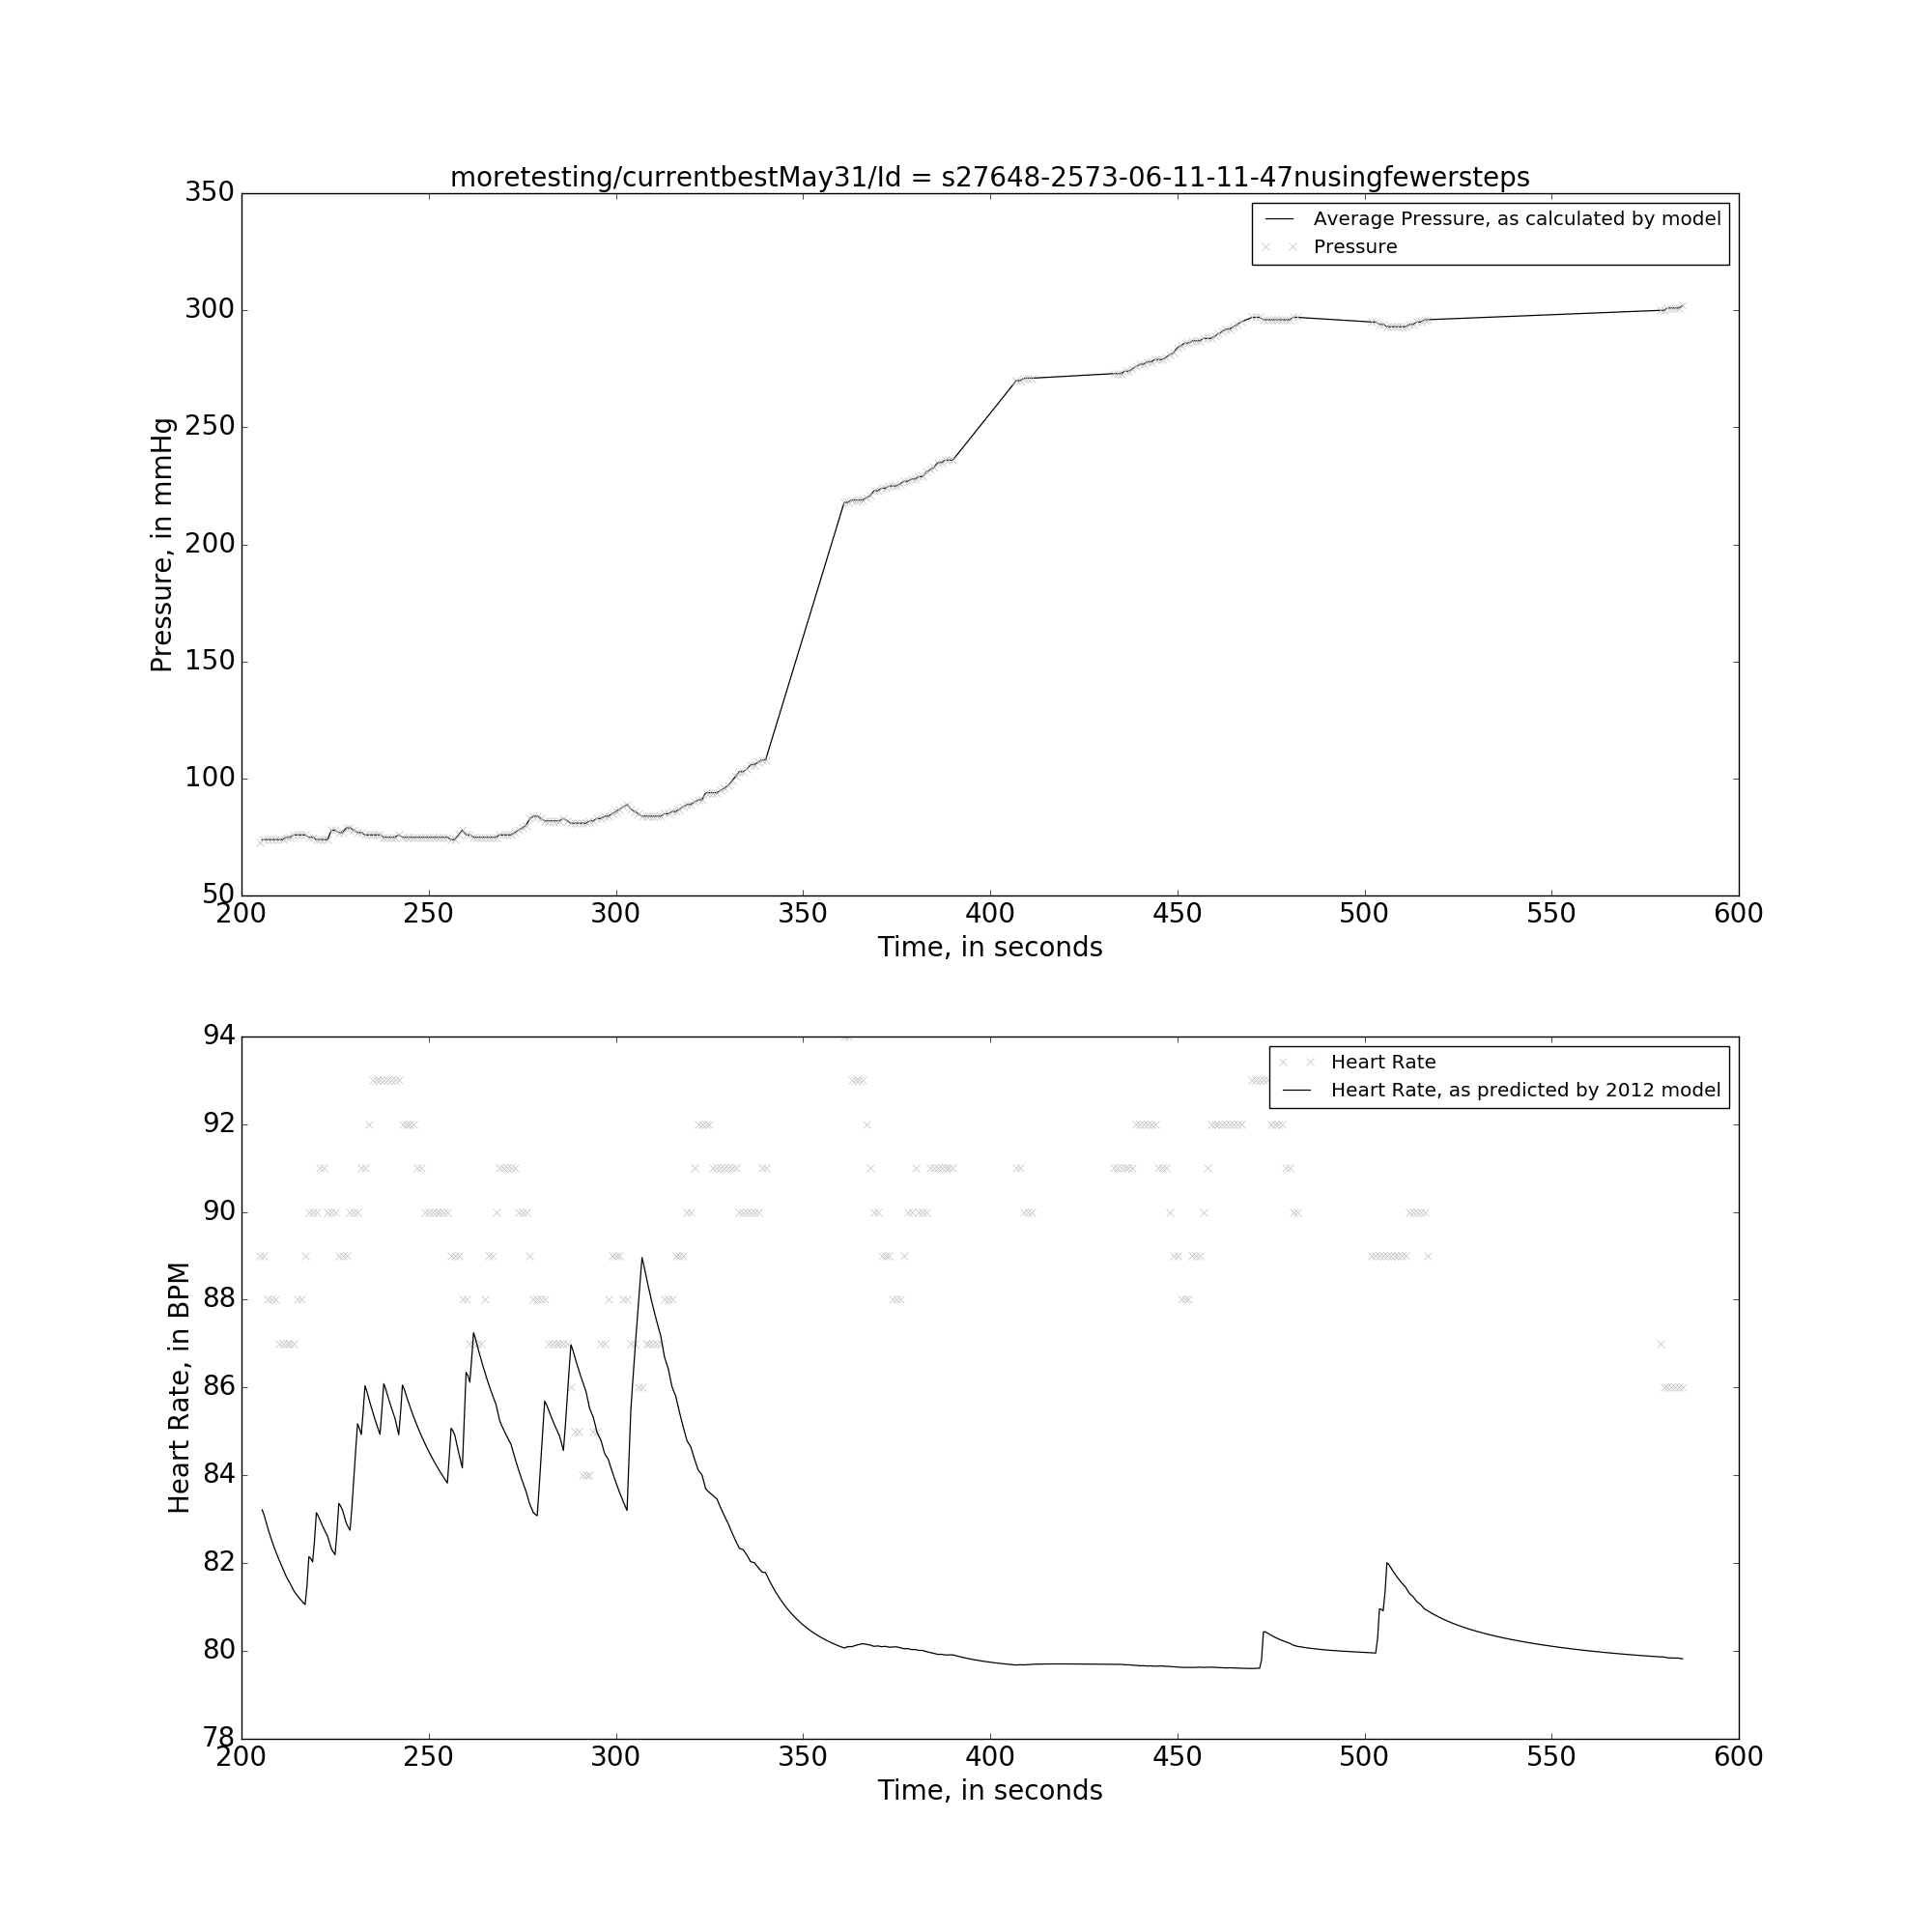 moretesting/currentbestMay31/Id = s27648-2573-06-11-11-47nusingfewersteps
350
300
250
200
150
100
50
Pressure, in mmHg
Average Pressure, as calculated by model
Pressure
200 250 300 350 400 450 500 550 600
Time, in seconds
94
92
90
88
86
84
82
80
78
Heart Rate, in BPM
Heart Rate
Heart Rate, as predicted by 2012 model
200 250 300 350 400 450 500 550 600
Time, in seconds